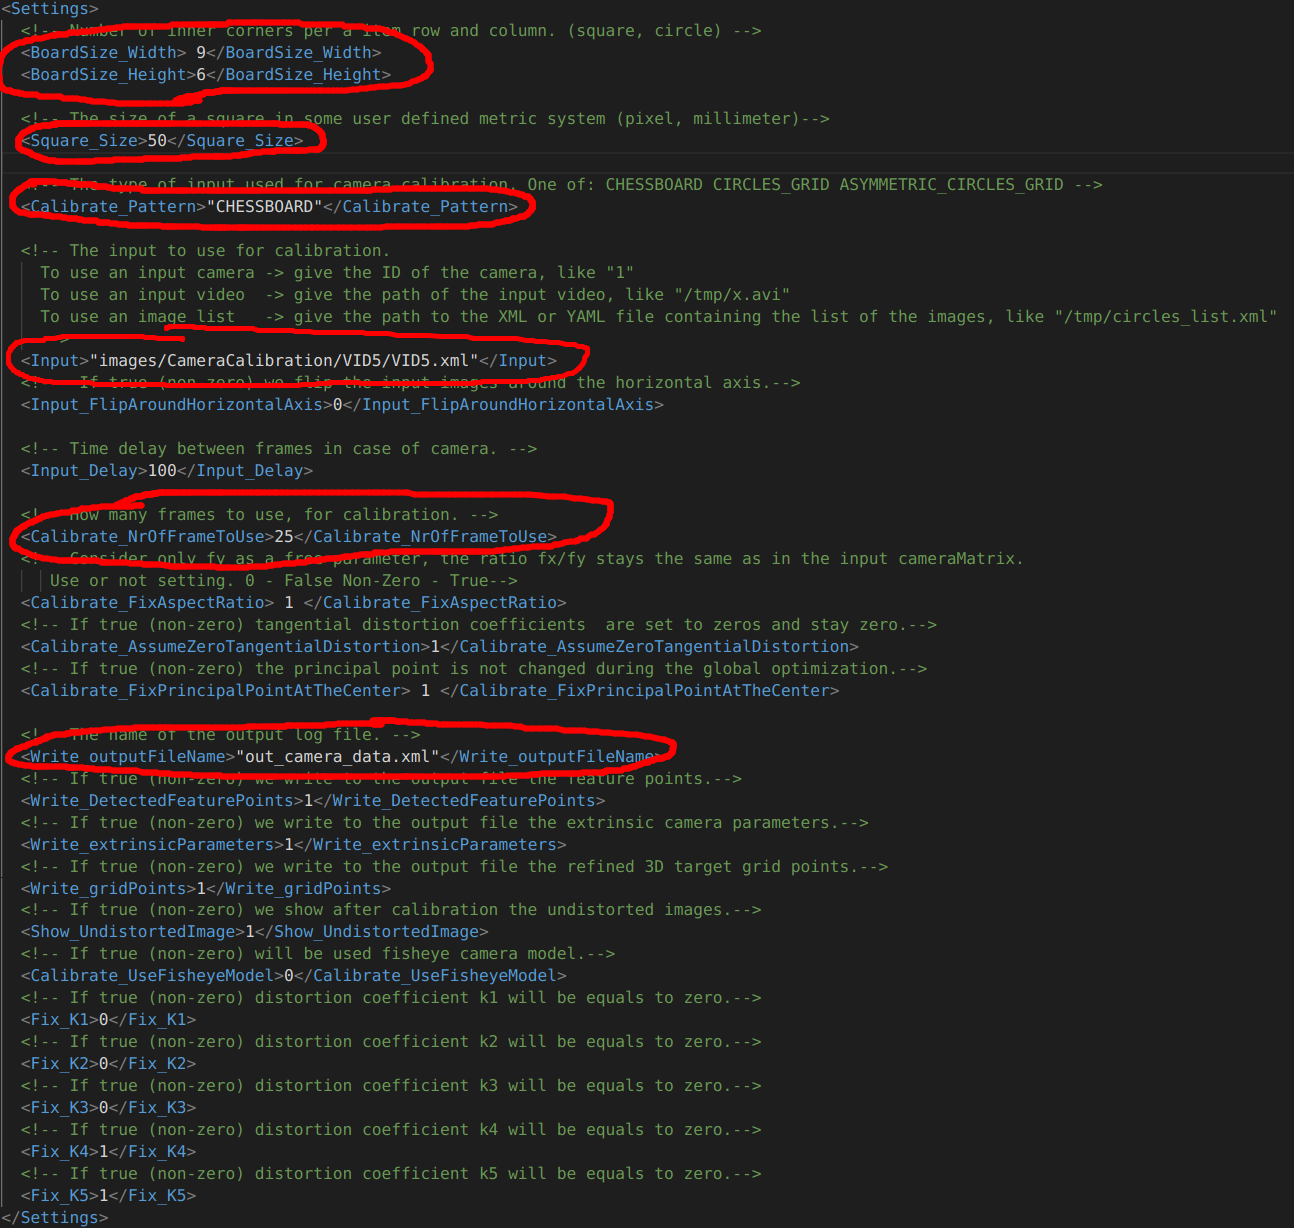 <Settings>
<!-- Number of inner corners per a item row and column. (square, circle) -->
<BoardSize_Width> 9</BoardSize_Width>
<BoardSize_Height>6</BoardSize_Height>
<!-- The size of a square in some user defined metric system (pixel, millimeter)-->
<Square_Size>50</Square_Size>
<!-- The type of input used for camera calibration. One of: CHESSBOARD CIRCLES_GRID ASYMMETRIC_CIRCLES_GRID -->
<Calibrate_Pattern>"CHESSBOARD"</Calibrate_Pattern>
<!-- The input to use for calibration.
To use an input camera -> give the ID of the camera, like "1"
To use an input video  -> give the path of the input video, like "/tmp/x.avi"
To use an image list   -> give the path to the XML or YAML file containing the list of the images, like "/tmp/circles_list.xml"
-->
<Input>"images/CameraCalibration/VID5/VID5.xml"</Input>
<!--  If true (non-zero) we flip the input images around the horizontal axis.-->
<Input_FlipAroundHorizontalAxis>0</Input_FlipAroundHorizontalAxis>
<!-- Time delay between frames in case of camera. -->
<Input_Delay>100</Input_Delay>
<!-- How many frames to use, for calibration. -->
<Calibrate_NrOfFrameToUse>25</Calibrate_NrOfFrameToUse>
<!-- Consider only fy as a free parameter, the ratio fx/fy stays the same as in the input cameraMatrix.
Use or not setting. 0 - False Non-Zero - True-->
<Calibrate_FixAspectRatio> 1 </Calibrate_FixAspectRatio>
<!-- If true (non-zero) tangential distortion coefficients  are set to zeros and stay zero.-->
<Calibrate_AssumeZeroTangentialDistortion>1</Calibrate_AssumeZeroTangentialDistortion>
<!-- If true (non-zero) the principal point is not changed during the global optimization.-->
<Calibrate_FixPrincipalPointAtTheCenter> 1 </Calibrate_FixPrincipalPointAtTheCenter>
<!-- The name of the output log file. -->
<Write_outputFileName>"out_camera_data.xml"</Write_outputFileName>
<!-- If true (non-zero) we write to the output file the feature points.-->
<Write_DetectedFeaturePoints>1</Write_DetectedFeaturePoints>
<!-- If true (non-zero) we write to the output file the extrinsic camera parameters.-->
<Write_extrinsicParameters>1</Write_extrinsicParameters>
<!-- If true (non-zero) we write to the output file the refined 3D target grid points.-->
<Write_gridPoints>1</Write_gridPoints>
<!-- If true (non-zero) we show after calibration the undistorted images.-->
<Show_UndistortedImage>1</Show_UndistortedImage>
<!-- If true (non-zero) will be used fisheye camera model.-->
<Calibrate_UseFisheyeModel>0</Calibrate_UseFisheyeModel>
<!-- If true (non-zero) distortion coefficient k1 will be equals to zero.-->
<Fix_K1>0</Fix_K1>
<!-- If true (non-zero) distortion coefficient k2 will be equals to zero.-->
<Fix_K2>0</Fix_K2>
<!-- If true (non-zero) distortion coefficient k3 will be equals to zero.-->
<Fix_K3>0</Fix_K3>
<!-- If true (non-zero) distortion coefficient k4 will be equals to zero.-->
<Fix_K4>1</Fix_K4>
<!-- If true (non-zero) distortion coefficient k5 will be equals to zero.-->
<Fix_K5>1</Fix_K5>
</Settings>